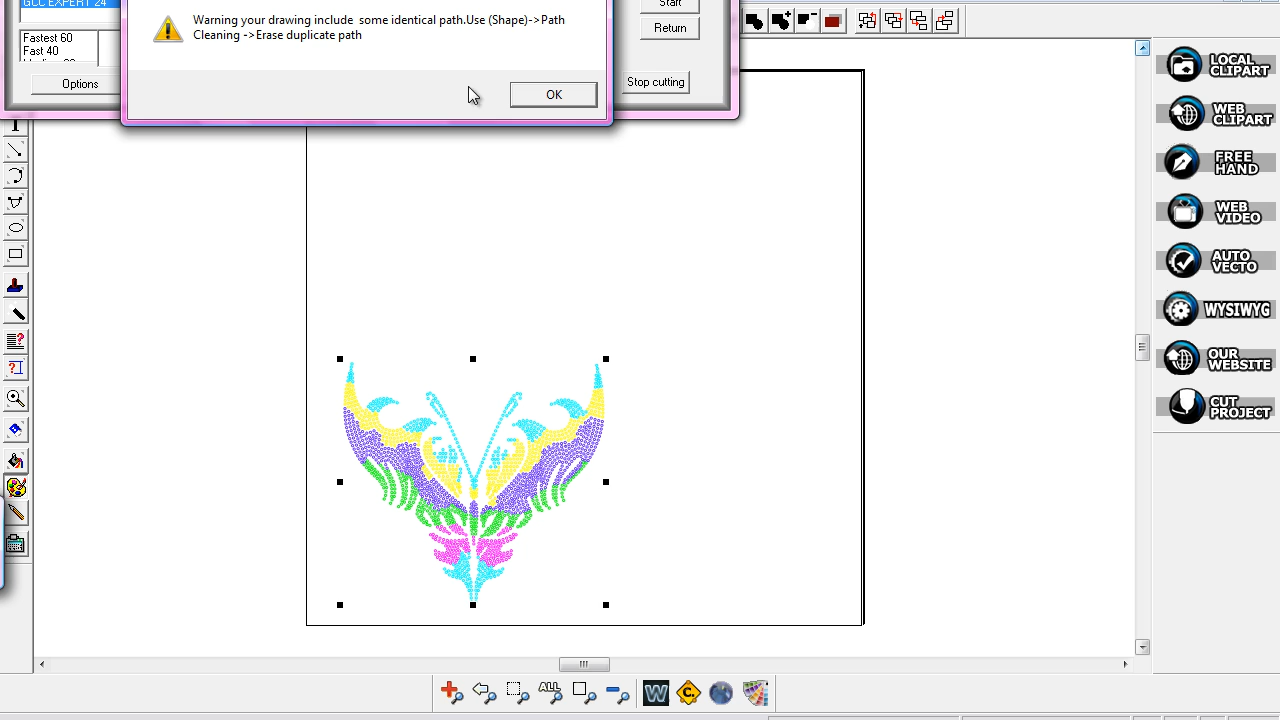 GCC EXPERT 24
Warning your drawing include  some identical path.Use (Shape)->Path
Cleaning ->Erase duplicate path
OK
Fastest 60
Fast 40
Options
Start
Return
Stop cutting
LOCAL
CLIPART
WEB
CLIPART
FREE
HAND
WEB
VIDEO
AUTO
VECTO
WYSIWYG
OUR
WEBSITE
CUT
PROJECT
ALL
W
C.